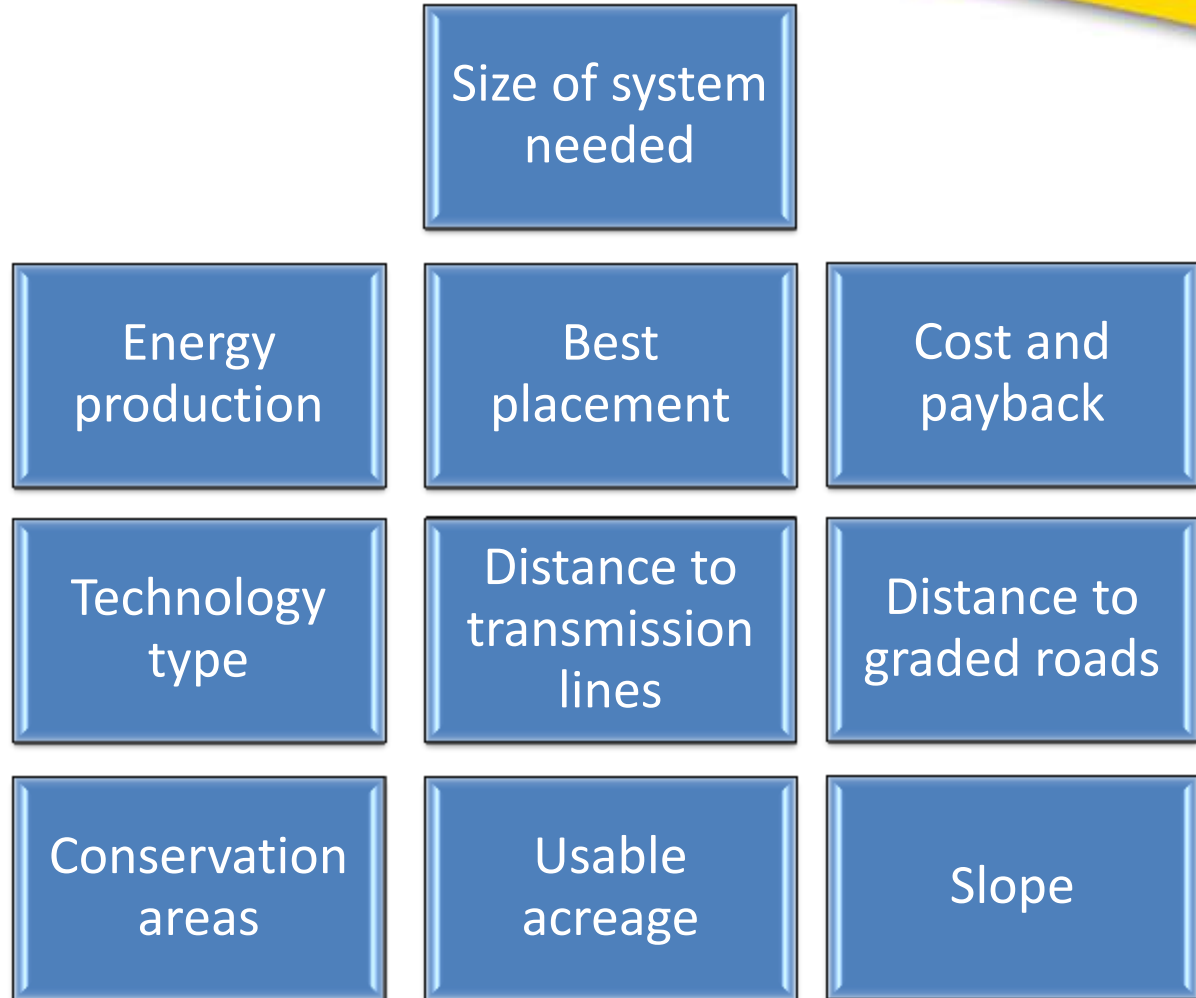 Size of system
needed
Energy
production
Best
placement
Cost and
payback
Technology
type
Distance to
transmission
lines
Distance to
graded roads
Conservation
areas
Usable
acreage
Slope